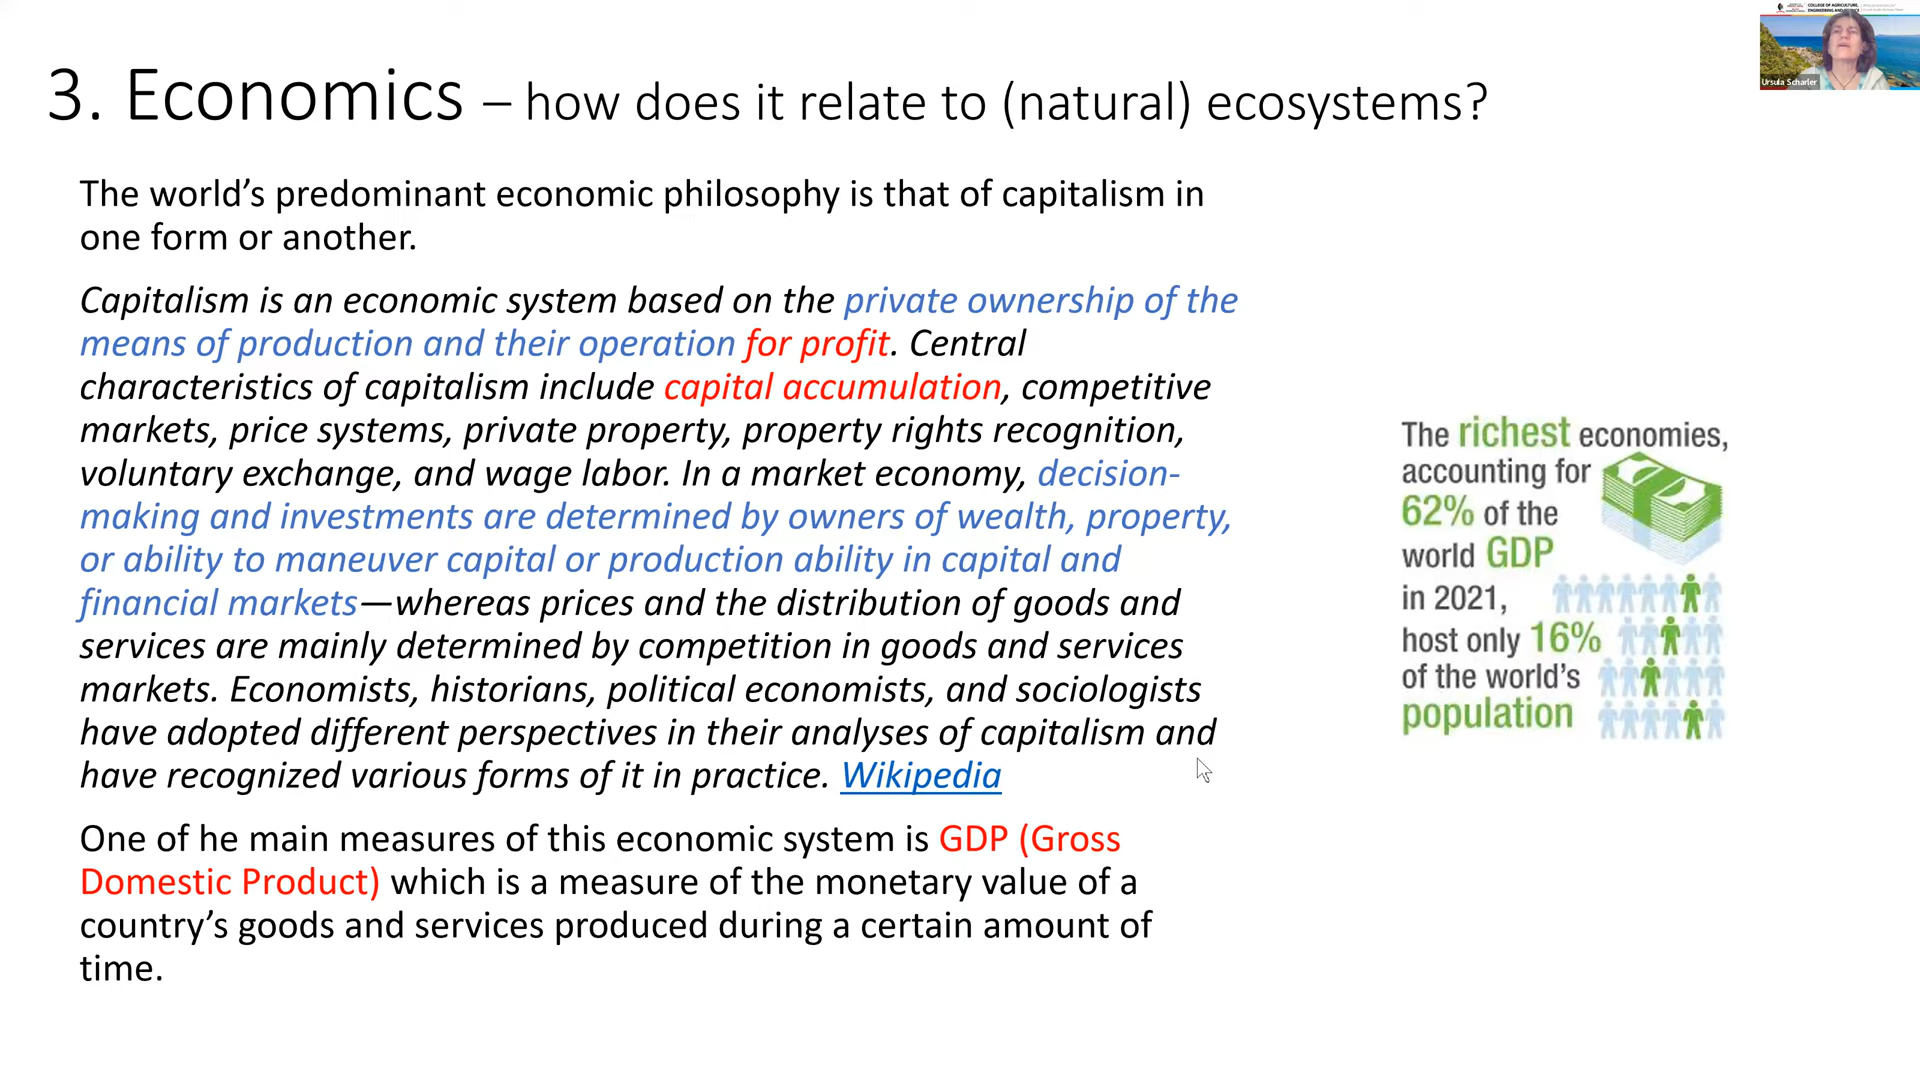 3. Economics – how does it relate to (natural) ecosystems?
The world’s predominant economic philosophy is that of capitalism in
one form or another.
Capitalism is an economic system based on the private ownership of the
means of production and their operation for profit. Central
characteristics of capitalism include capital accumulation, competitive
markets, price systems, private property, property rights recognition,
voluntary exchange, and wage labor. In a market economy, decision-
making and investments are determined by owners of wealth, property,
or ability to maneuver capital or production ability in capital and
financial markets—whereas prices and the distribution of goods and
services are mainly determined by competition in goods and services
markets. Economists, historians, political economists, and sociologists
have adopted different perspectives in their analyses of capitalism and
have recognized various forms of it in practice. Wikipedia
One of he main measures of this economic system is GDP (Gross
Domestic Product) which is a measure of the monetary value of a
country’s goods and services produced during a certain amount of
time.
The richest economies,
accounting for
62% of the
world GDP
in 2021,
host only 16%
of the world’s
population
COLLEGE OF AGRICULTURE,
ENGINEERING AND SCIENCE
Ursula Scharler